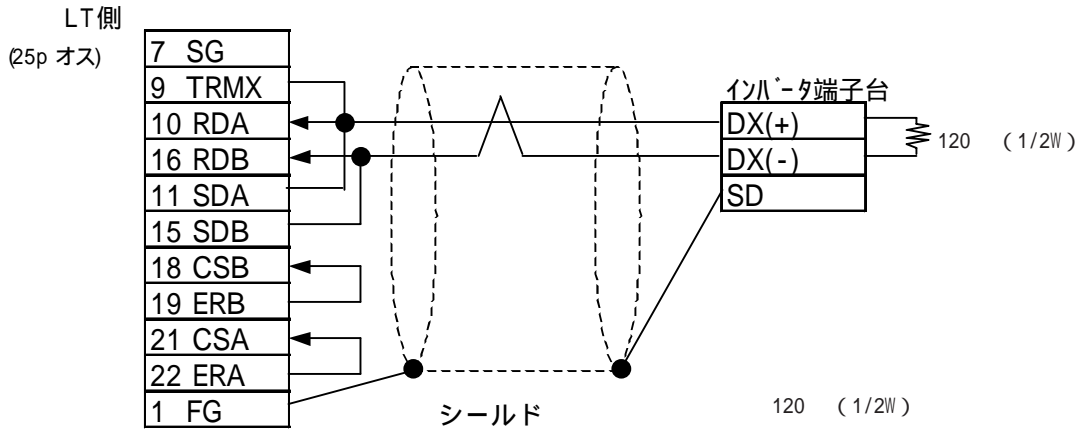 LT側
(25p オス)
7 SG
9 TRMX
10 RDA
16 RDB
11 SDA
15 SDB
18 CSB
19 ERB
21 CSA
22 ERA
1 FG
シールド
インバータ端子台
DX(+)
DX(-)
SD
120 (1/2W)
120 (1/2W)